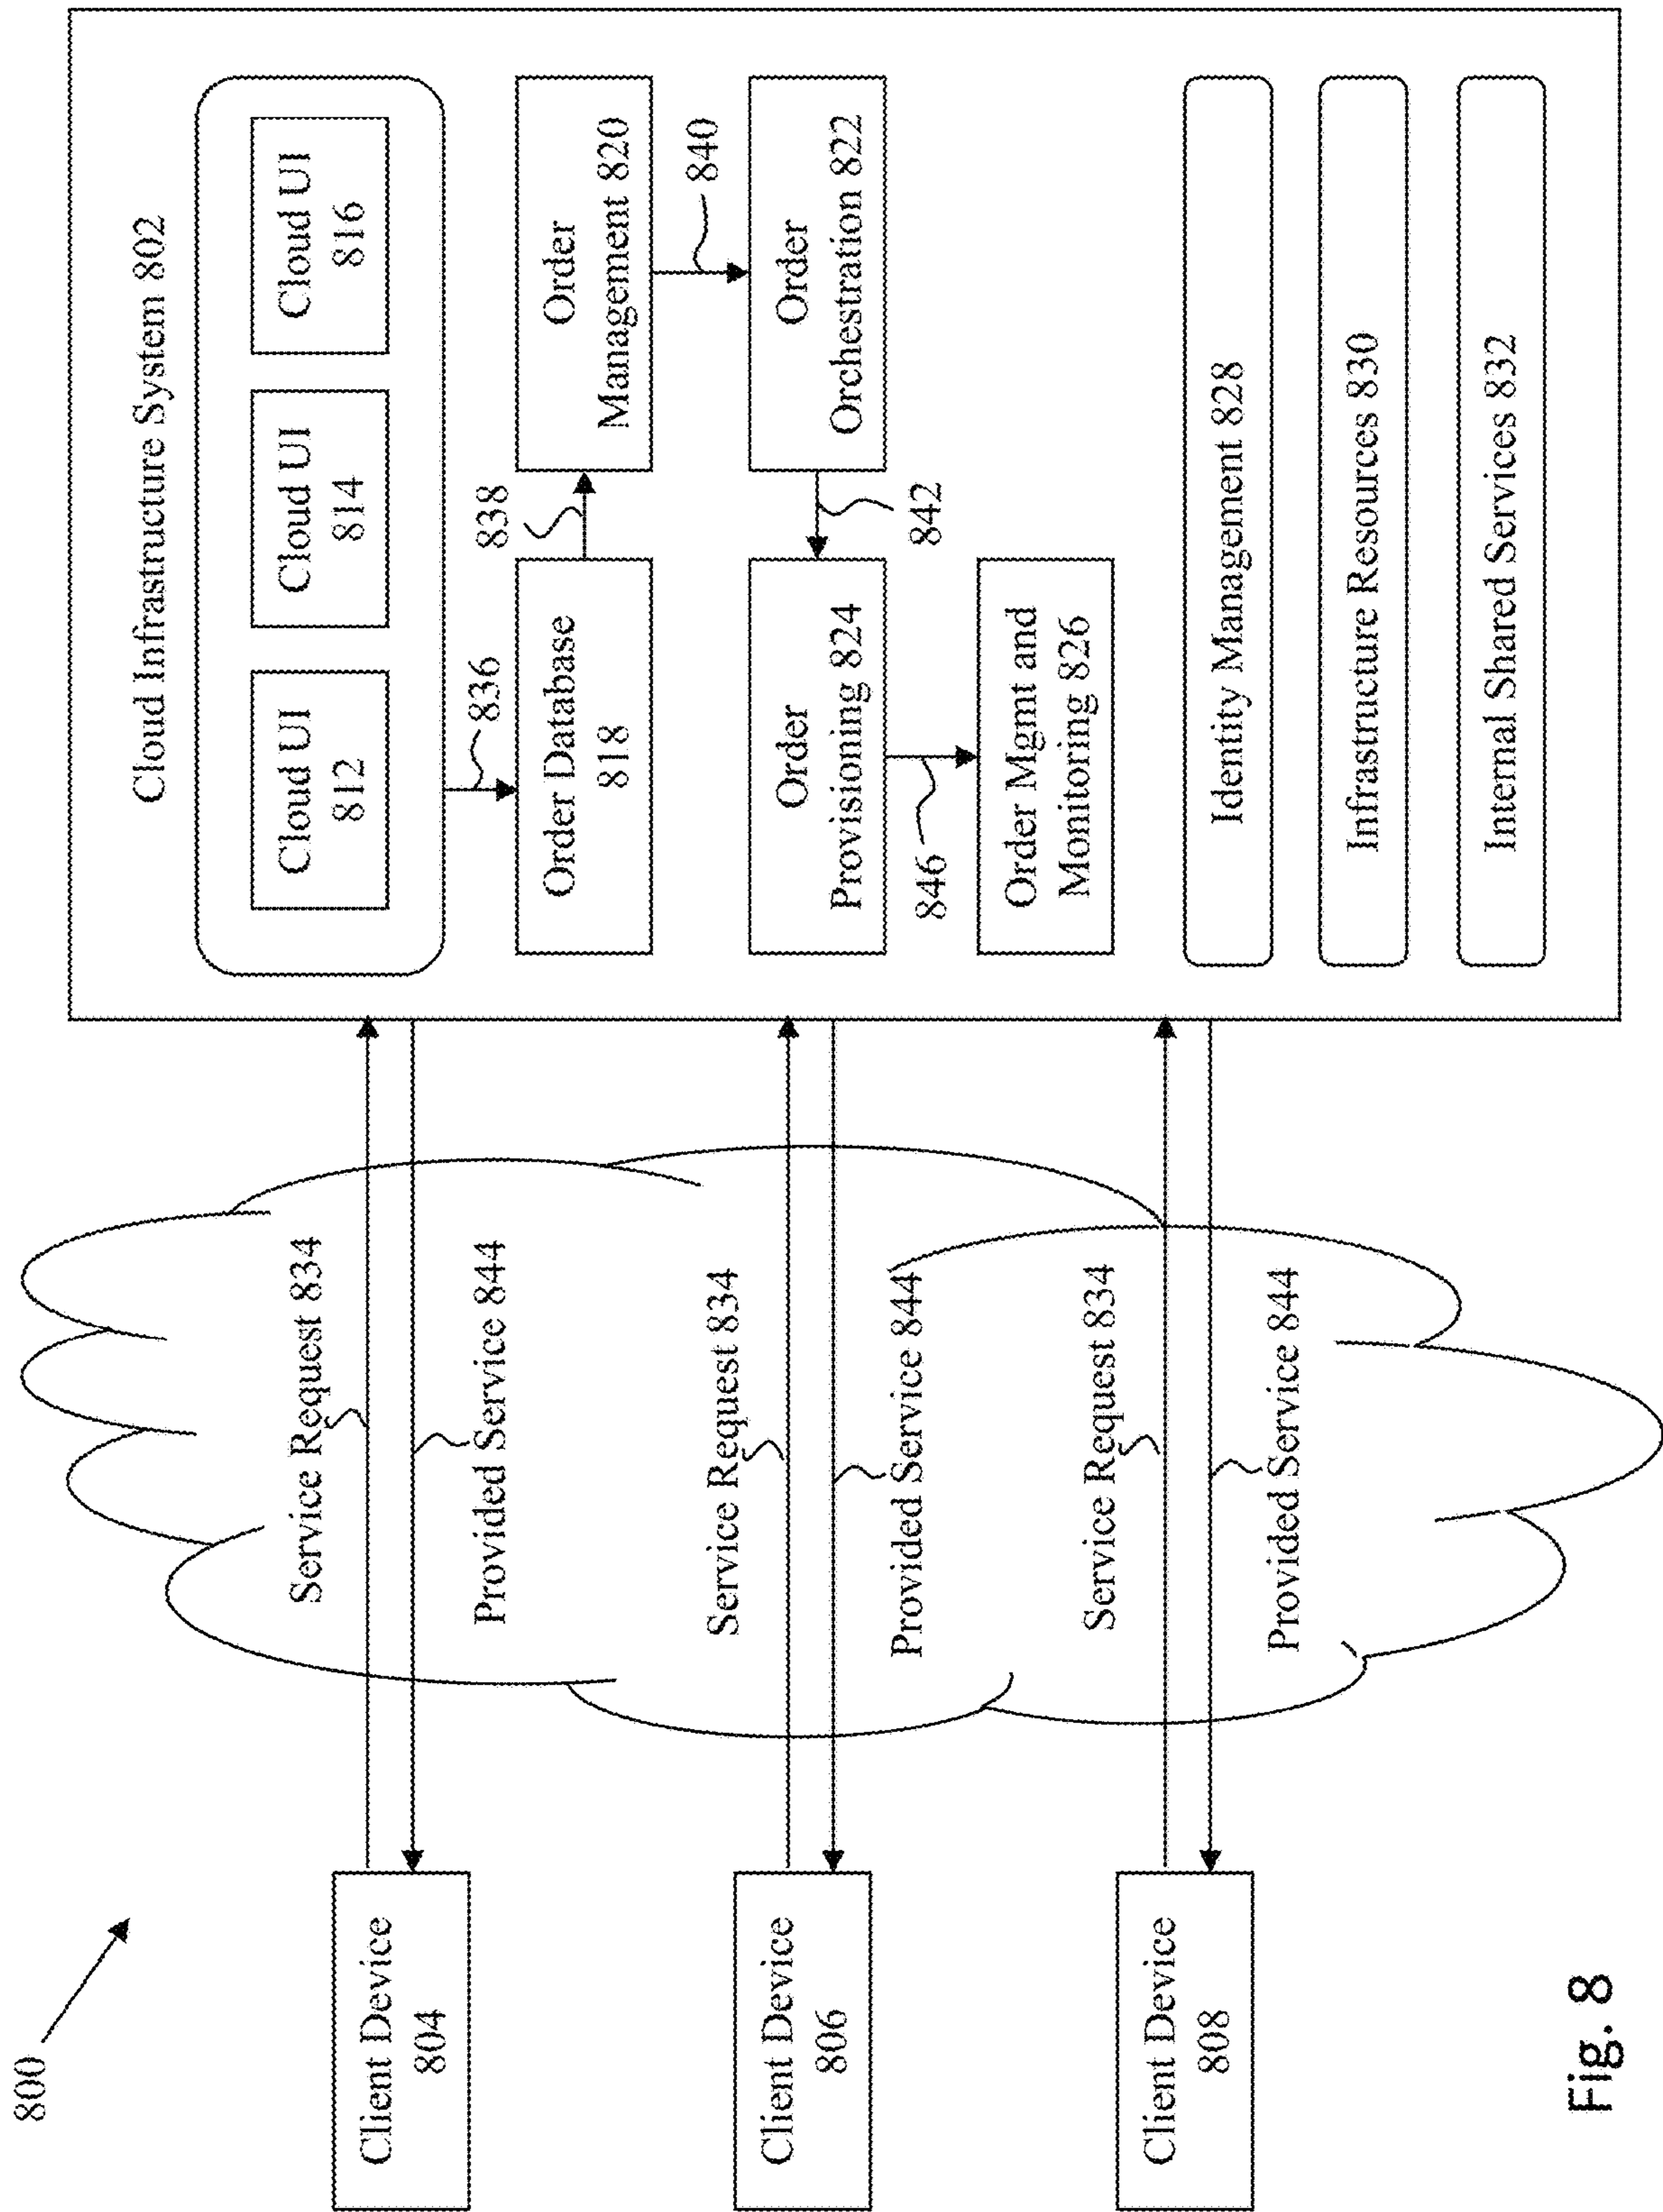 800
Cloud Infrastructure System 802
Cloud UI
812
Cloud UI
814
Cloud UI
816
836
Order Database
818
838
Order
Management 820
840
Order
Provisioning 824
842
Order
Orchestration 822
846
Order Mgmt and
Monitoring 826
Identity Management 828
Infrastructure Resources 830
Internal Shared Services 832
Client Device
804
Service Request 834
Provided Service 844
Client Device
806
Service Request 834
Provided Service 844
Client Device
808
Service Request 834
Provided Service 844
Fig. 8